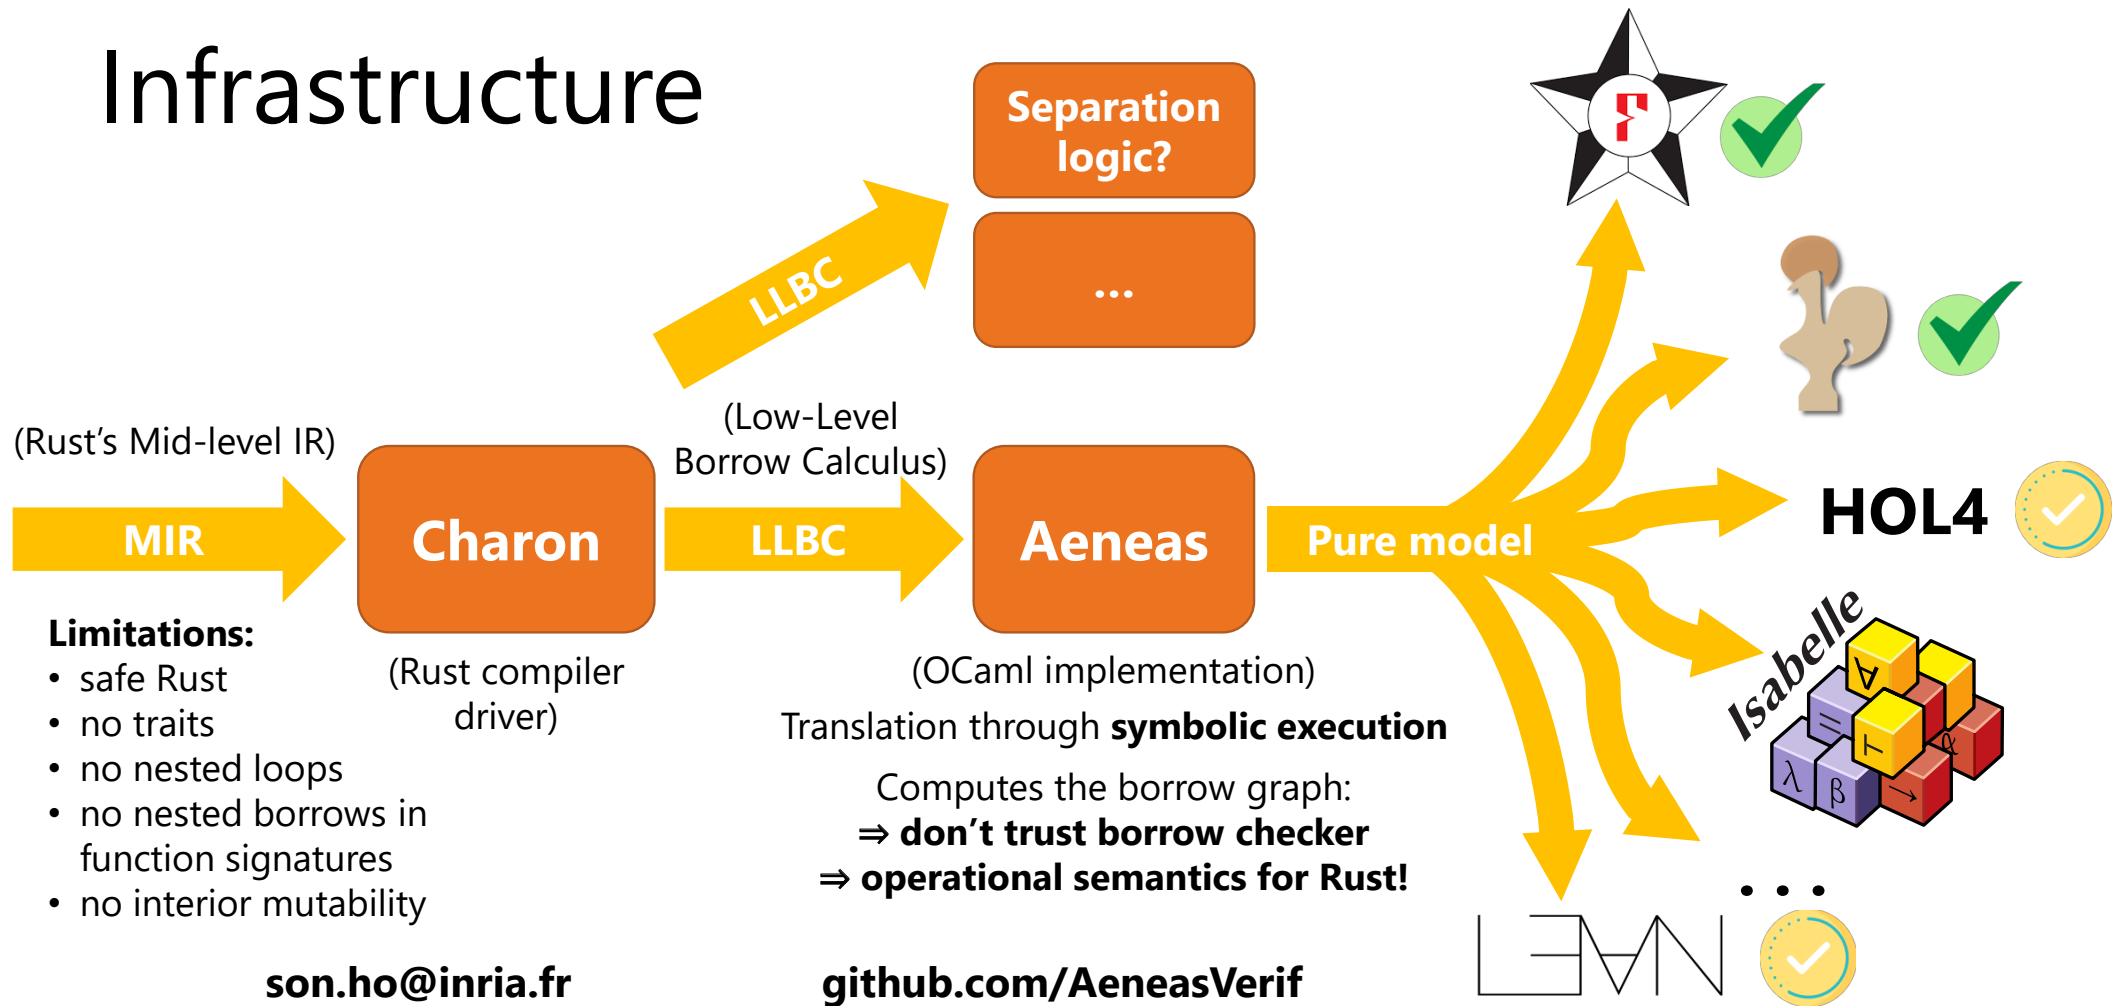 Infrastructure
Separation
logic?
...
LLBC
(Low-Level
Borrow Calculus)
(Rust's Mid-level IR)
MIR
Charon
LLBC
Aeneas
Pure model
F
HOL4
Isabelle
∀
=
⊢
α
λ
β
→
...
LEAN
Limitations:
• safe Rust
• no traits
• no nested loops
• no nested borrows in
function signatures
• no interior mutability
(Rust compiler
driver)
(OCaml implementation)
Translation through symbolic execution
Computes the borrow graph:
⇒ don't trust borrow checker
⇒ operational semantics for Rust!
son.ho@inria.fr
github.com/AeneasVerif